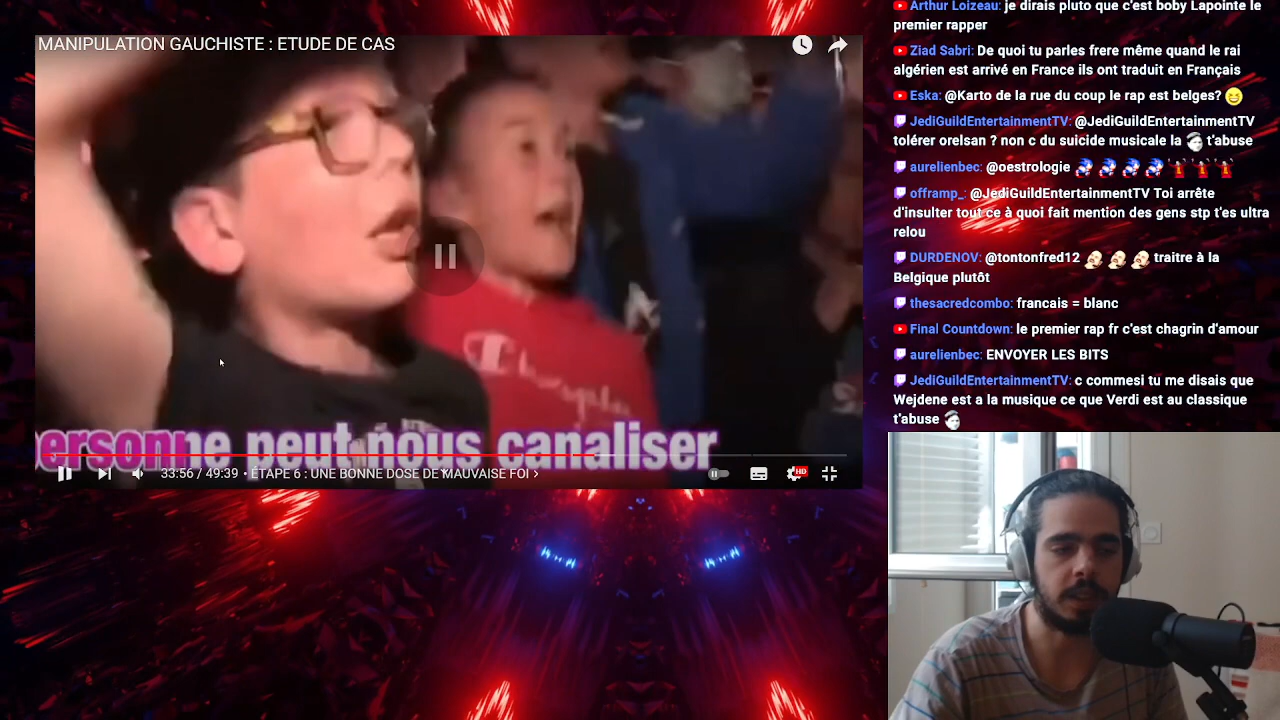 MANIPULATION GAUCHISTE : ETUDE DE CAS
Champio
ersonne peut nous canaliser
33:56 / 49:39 • ÉTAPE 6 : UNE BONNE DOSE DE MAUVAISE FOI ›
HD
Arthur Loizeau: je dirais pluto que c'est boby Lapointe le
premier rapper
Ziad Sabri: De quoi tu parles frere même quand le rai
algérien est arrivé en France ils ont traduit en Français
Eska: @Karto de la rue du coup le rap est belges? 😆
JediGuildEntertainmentTV: @JediGuildEntertainmentTV
tolérer orelsan ? non c du suicide musicale la t'abuse
aurelienbec: @oestrologie
offramp_: @JediGuildEntertainmentTV Toi arrête
d'insulter tout ce à quoi fait mention des gens stp t'es ultra
relou
DURDENOV: @tontonfred12 traitre à la
Belgique plutôt
thesacredcombo: francais = blanc
Final Countdown: le premier rap fr c'est chagrin d'amour
aurelienbec: ENVOYER LES BITS
JediGuildEntertainmentTV: c commesi tu me disais que
Wejdene est a la musique ce que Verdi est au classique
t'abuse